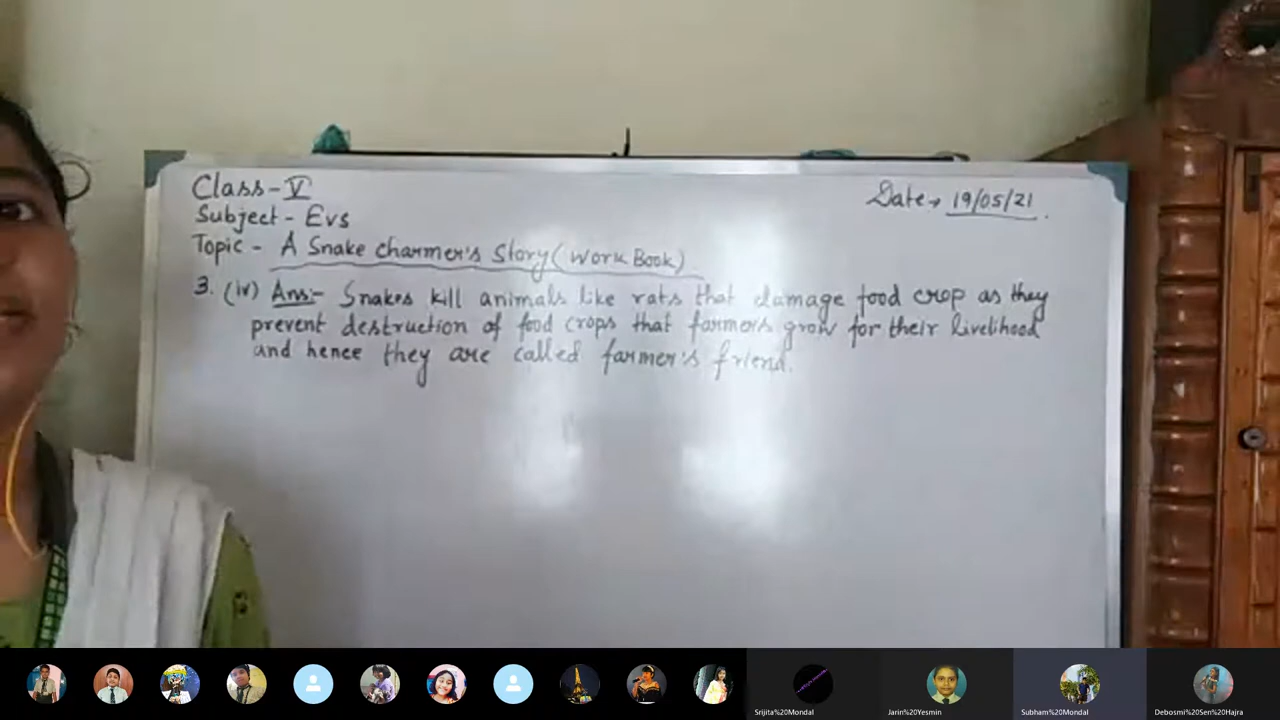 Class-V
Subject - Evs
Topic - A Snake charmer's Story (Work Book)
Date → 19/05/21.
3. (iv) Ans:- Snakes kill animals like rats that damage food crop as they
prevent destruction of food crops that farmers grow for their livelihood
and hence they are called farmer's friend.
Srijita%20Mondal
Jarin%20Yesmin
Subham%20Mondal
Debosmi%20Sen%20Hajra